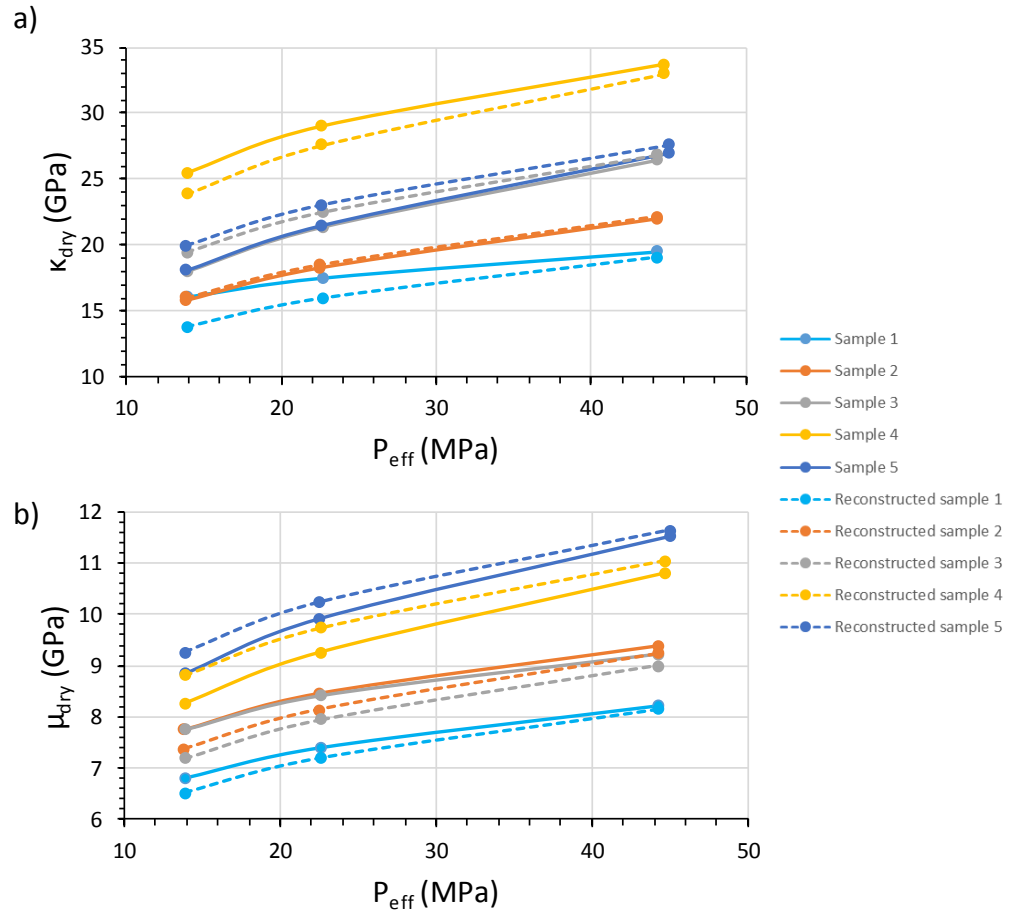 a)
35
30
25
20
15
10
κdry (GPa)
10 20 30 40 50
Peff (MPa)
Sample 1
Sample 2
Sample 3
Sample 4
Sample 5
Reconstructed sample 1
Reconstructed sample 2
Reconstructed sample 3
Reconstructed sample 4
Reconstructed sample 5
b)
12
11
10
9
8
7
6
μdry (GPa)
10 20 30 40 50
Peff (MPa)